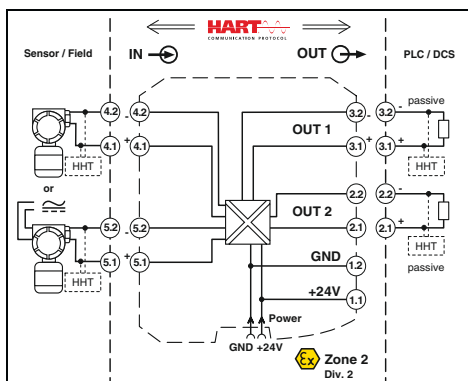 HART
COMMUNICATION PROTOCOL
Sensor / Field
IN
OUT
PLC / DCS
4.2 - 4.2
4.1 + 4.1
HHT
or
5.2 - 5.2
5.1 + 5.1
HHT
OUT 1
3.2 - 3.2 -
3.1 + 3.1 +
passive
HHT
OUT 2
2.2 2.2 -
2.1 2.1 +
HHT
passive
GND
1.2
+24V
1.1
Power
GND +24V
Ex Zone 2
Div. 2